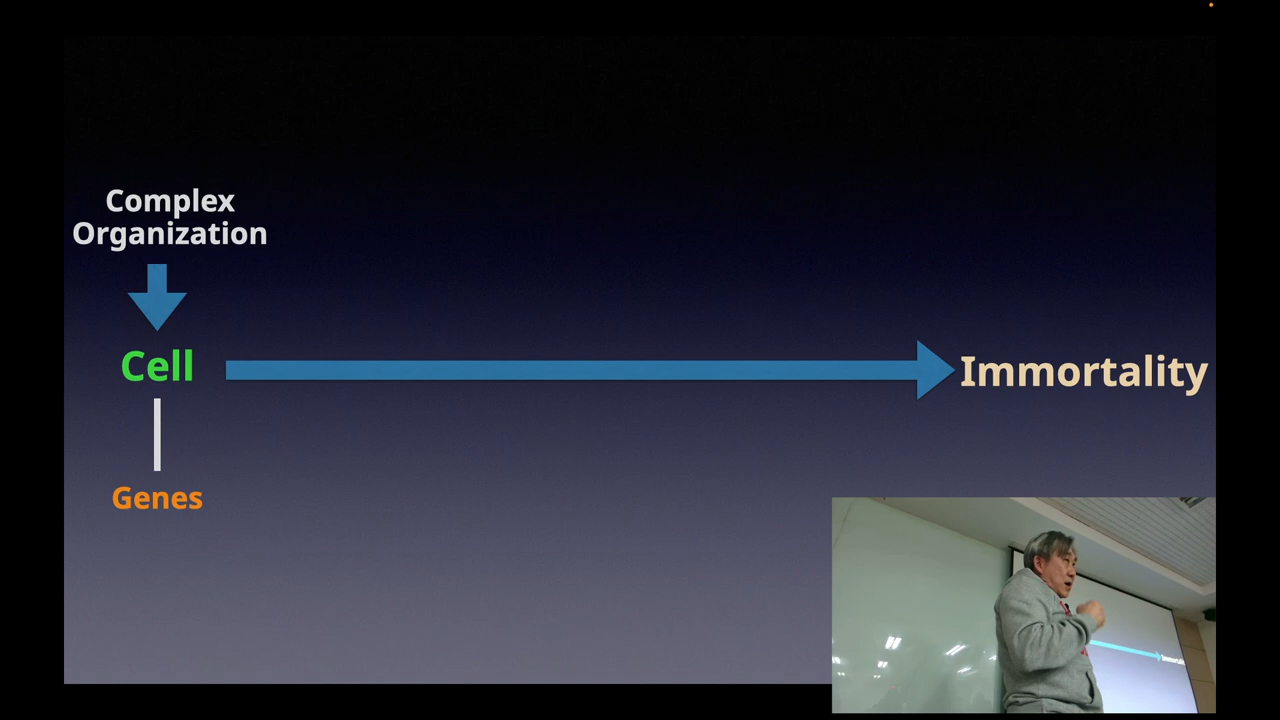 Complex
Organization
Cell
Immortality
Genes